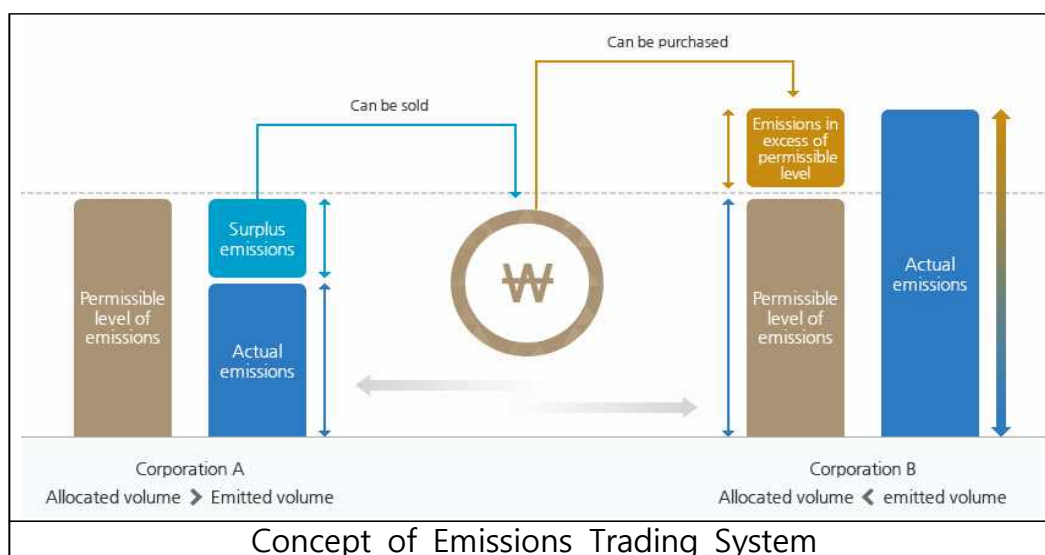 Can be purchased
Can be sold
Surplus
emissions
Permissible
level of
emissions
Actual
emissions
₩
Emissions in
excess of
permissible
level
Permissible
level of
emissions
Actual
emissions
Corporation A
Allocated volume > Emitted volume
Corporation B
Allocated volume < emitted volume
Concept of Emissions Trading System